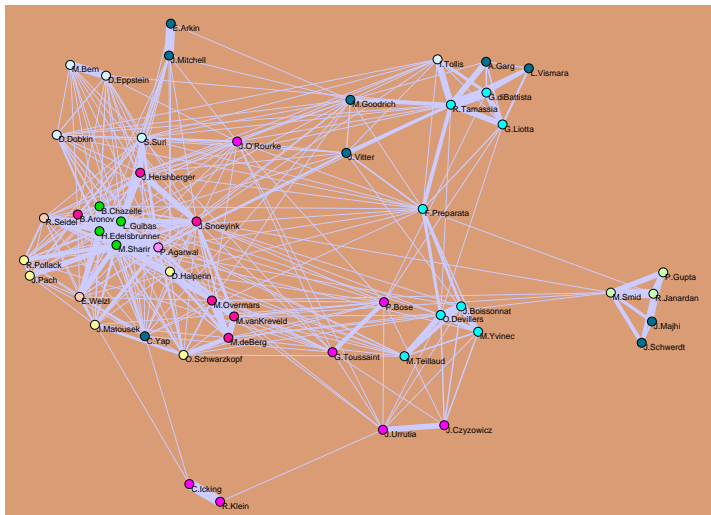 E.Arkin
J.Mitchell
I.Tollis
A.Garg
L.Vismara
M.Bern
D.Eppstein
G.diBattista
M.Goodrich
R.Tamassia
G.Liotta
D.Dobkin
S.Suri
J.O'Rourke
J.Vitter
J.Hershberger
B.Chazelle
F.Preparata
R.Seidel
B.Aronov
L.Guibas
J.Snoeyink
H.Edelsbrunner
M.Sharir
P.Agarwal
R.Pollack
J.Pach
D.Halperin
P.Gupta
E.Welzl
M.Overmars
P.Bose
J.Boissonnat
M.Smid
R.Janardan
M.vanKreveld
O.Devillers
J.Majhi
J.Matousek
C.Yap
M.deBerg
M.Yvinec
J.Schwerdt
O.Schwarzkopf
G.Toussaint
M.Teillaud
J.Urrutia
J.Czyzowicz
C.Icking
R.Klein